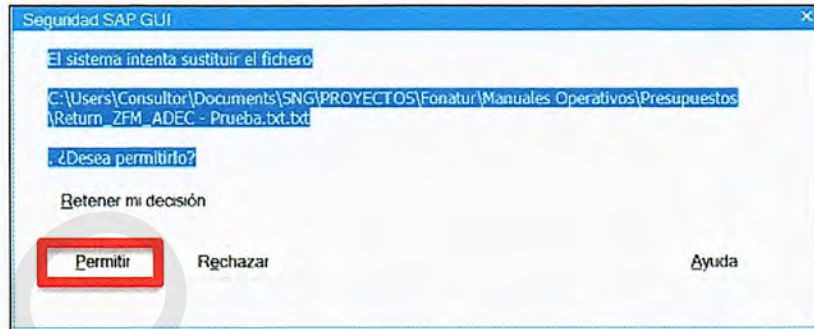 Seguridad SAP GUI
El sistema intenta sustituir el fichero
C:\Users\Consultor\Documents\SNG\PROYECTOS\Fonatur\Manuales Operativos\Presupuestos
\Return_ZFM_ADEC - Prueba.txt.txt
. ¿Desea permitirlo?
Retener mi decisión
Permitir Rechazar Ayuda